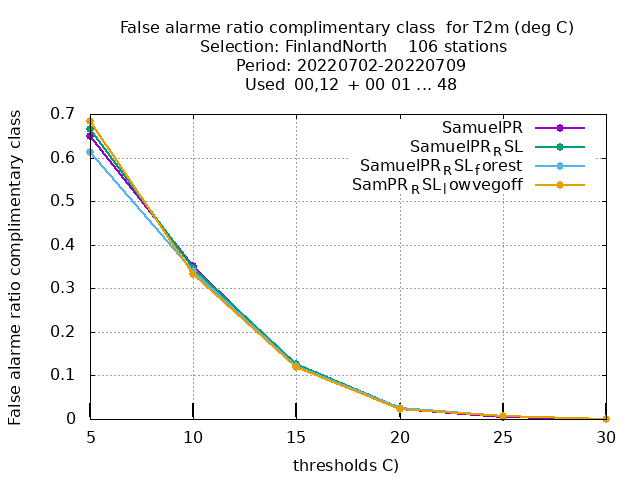 False alarme ratio complimentary class  for T2m (deg C)
Selection: FinlandNorth    106 stations
Period: 20220702-20220709
Used  00,12  + 00 01 ... 48
False alarme ratio complimentary class
0.7
0.6
0.5
0.4
0.3
0.2
0.1
0
SamuelPR
SamuelPR_RSL
SamuelPR_RSL_forest
SamPR_RSL_lowvegoff
5 10 15 20 25 30
thresholds C)